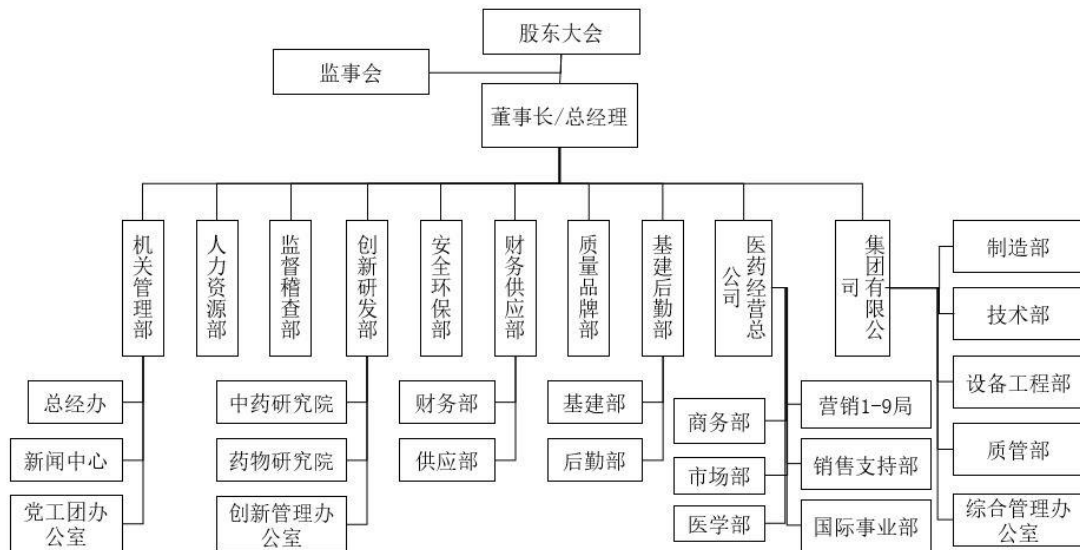 股东大会
监事会
董事长/总经理
机关管理部
人力资源部
监督稽查部
创新研发部
安全环保部
财务供应部
质量品牌部
基建后勤部
医药经营总
公司
集团有限公
司
制造部
技术部
设备工程部
质管部
综合管理办
公室
总经办
新闻中心
党工团办
公室
中药研究院
药物研究院
创新管理办
公室
财务部
供应部
基建部
后勤部
商务部
市场部
医学部
营销1-9局
销售支持部
国际事业部